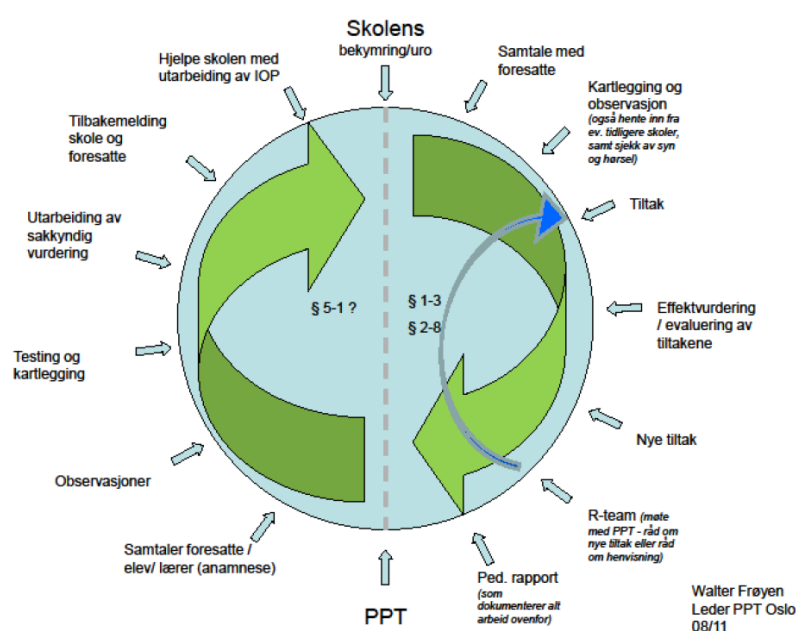 Skolens
bekymring/uro
Samtale med
foresatte
Kartlegging og
observasjon
(også hente inn fra
ev. tidligere skoler,
samt sjekk av syn
og hørsel)
Tiltak
Effektvurdering
/ evaluering av
tiltakene
Nye tiltak
R-team (møte
med PPT - råd om
nye tiltak eller råd
om henvisning)
Ped. rapport
(som
dokumenterer alt
arbeid ovenfor)
PPT
Samtaler foresatte /
elev/ lærer (anamnese)
Observasjoner
Testing og
kartlegging
Utarbeiding av
sakkyndig
vurdering
Tilbakemelding
skole og
foresatte
Hjelpe skolen med
utarbeiding av IOP
§ 5-1 ?
§ 1-3
§ 2-8
Walter Frøyen
Leder PPT Oslo
08/11